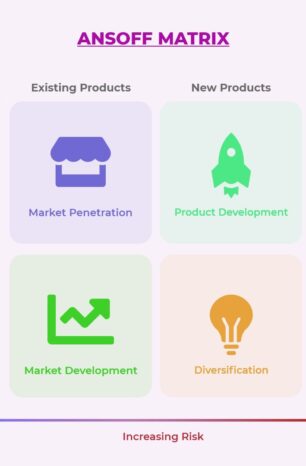 ANSOFF MATRIX
Existing Products
New Products
Market Penetration
Product Development
Market Development
Diversification
Increasing Risk